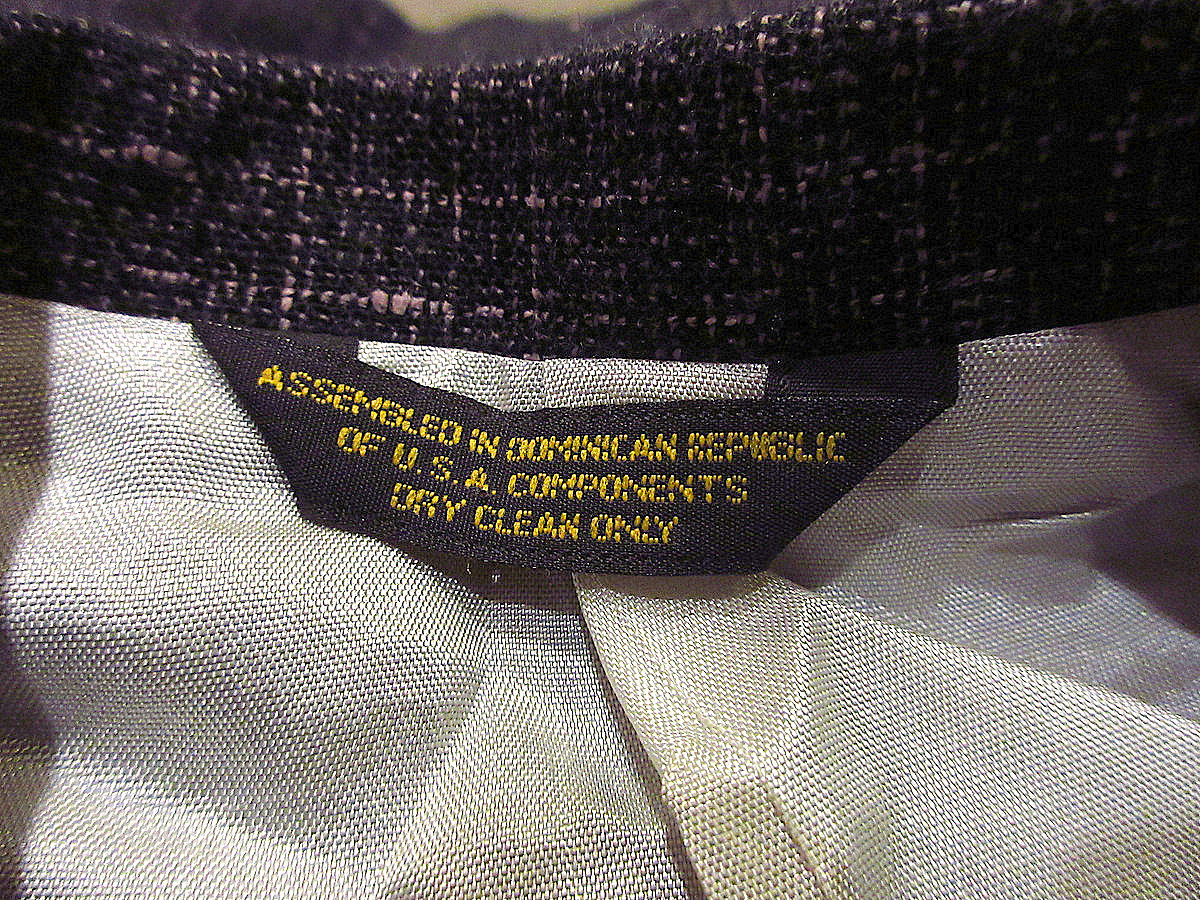 ASSEMBLED IN DOMINICAN REPUBLIC
OF U.S.A. COMPONENTS
DRY CLEAN ONLY